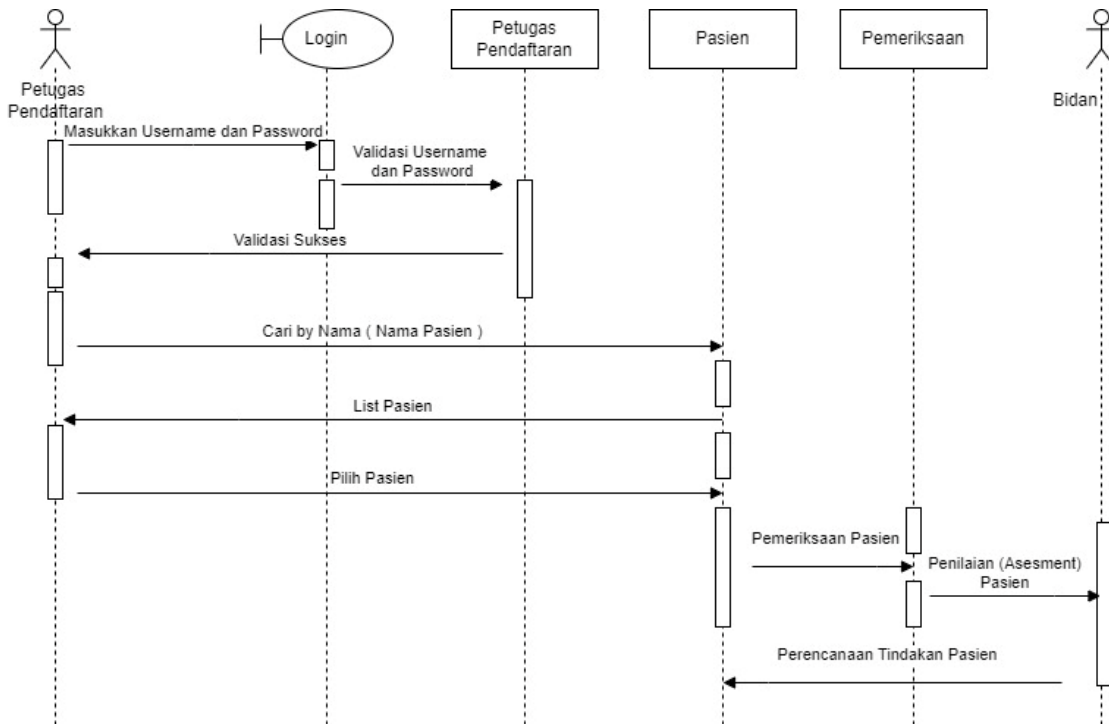 Login
Petugas
Pendaftaran
Pasien
Pemeriksaan
Petugas
Pendaftaran
Bidan
Masukkan Username dan Password
Validasi Username
dan Password
Validasi Sukses
Cari by Nama ( Nama Pasien )
List Pasien
Pilih Pasien
Pemeriksaan Pasien
Penilaian (Asesment)
Pasien
Perencanaan Tindakan Pasien